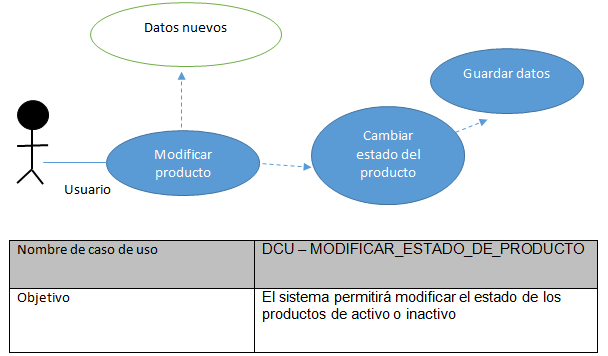 Datos nuevos
Guardar datos
Cambiar
estado del
producto
Modificar
producto
Usuario
Nombre de caso de uso
DCU – MODIFICAR_ESTADO_DE_PRODUCTO
Objetivo
El sistema permitirá modificar el estado de los
productos de activo o inactivo